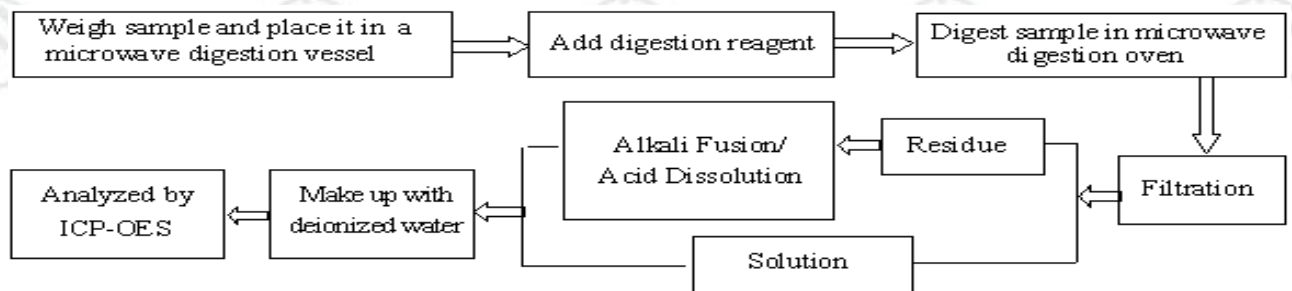 Weigh sample and place it in a
microwave digestion vessel
Add digestion reagent
Digest sample in microwave
digestion oven
Filtration
Residue
Alkali Fusion/
Acid Dissolution
Solution
Make up with
deionized water
Analyzed by
ICP-OES